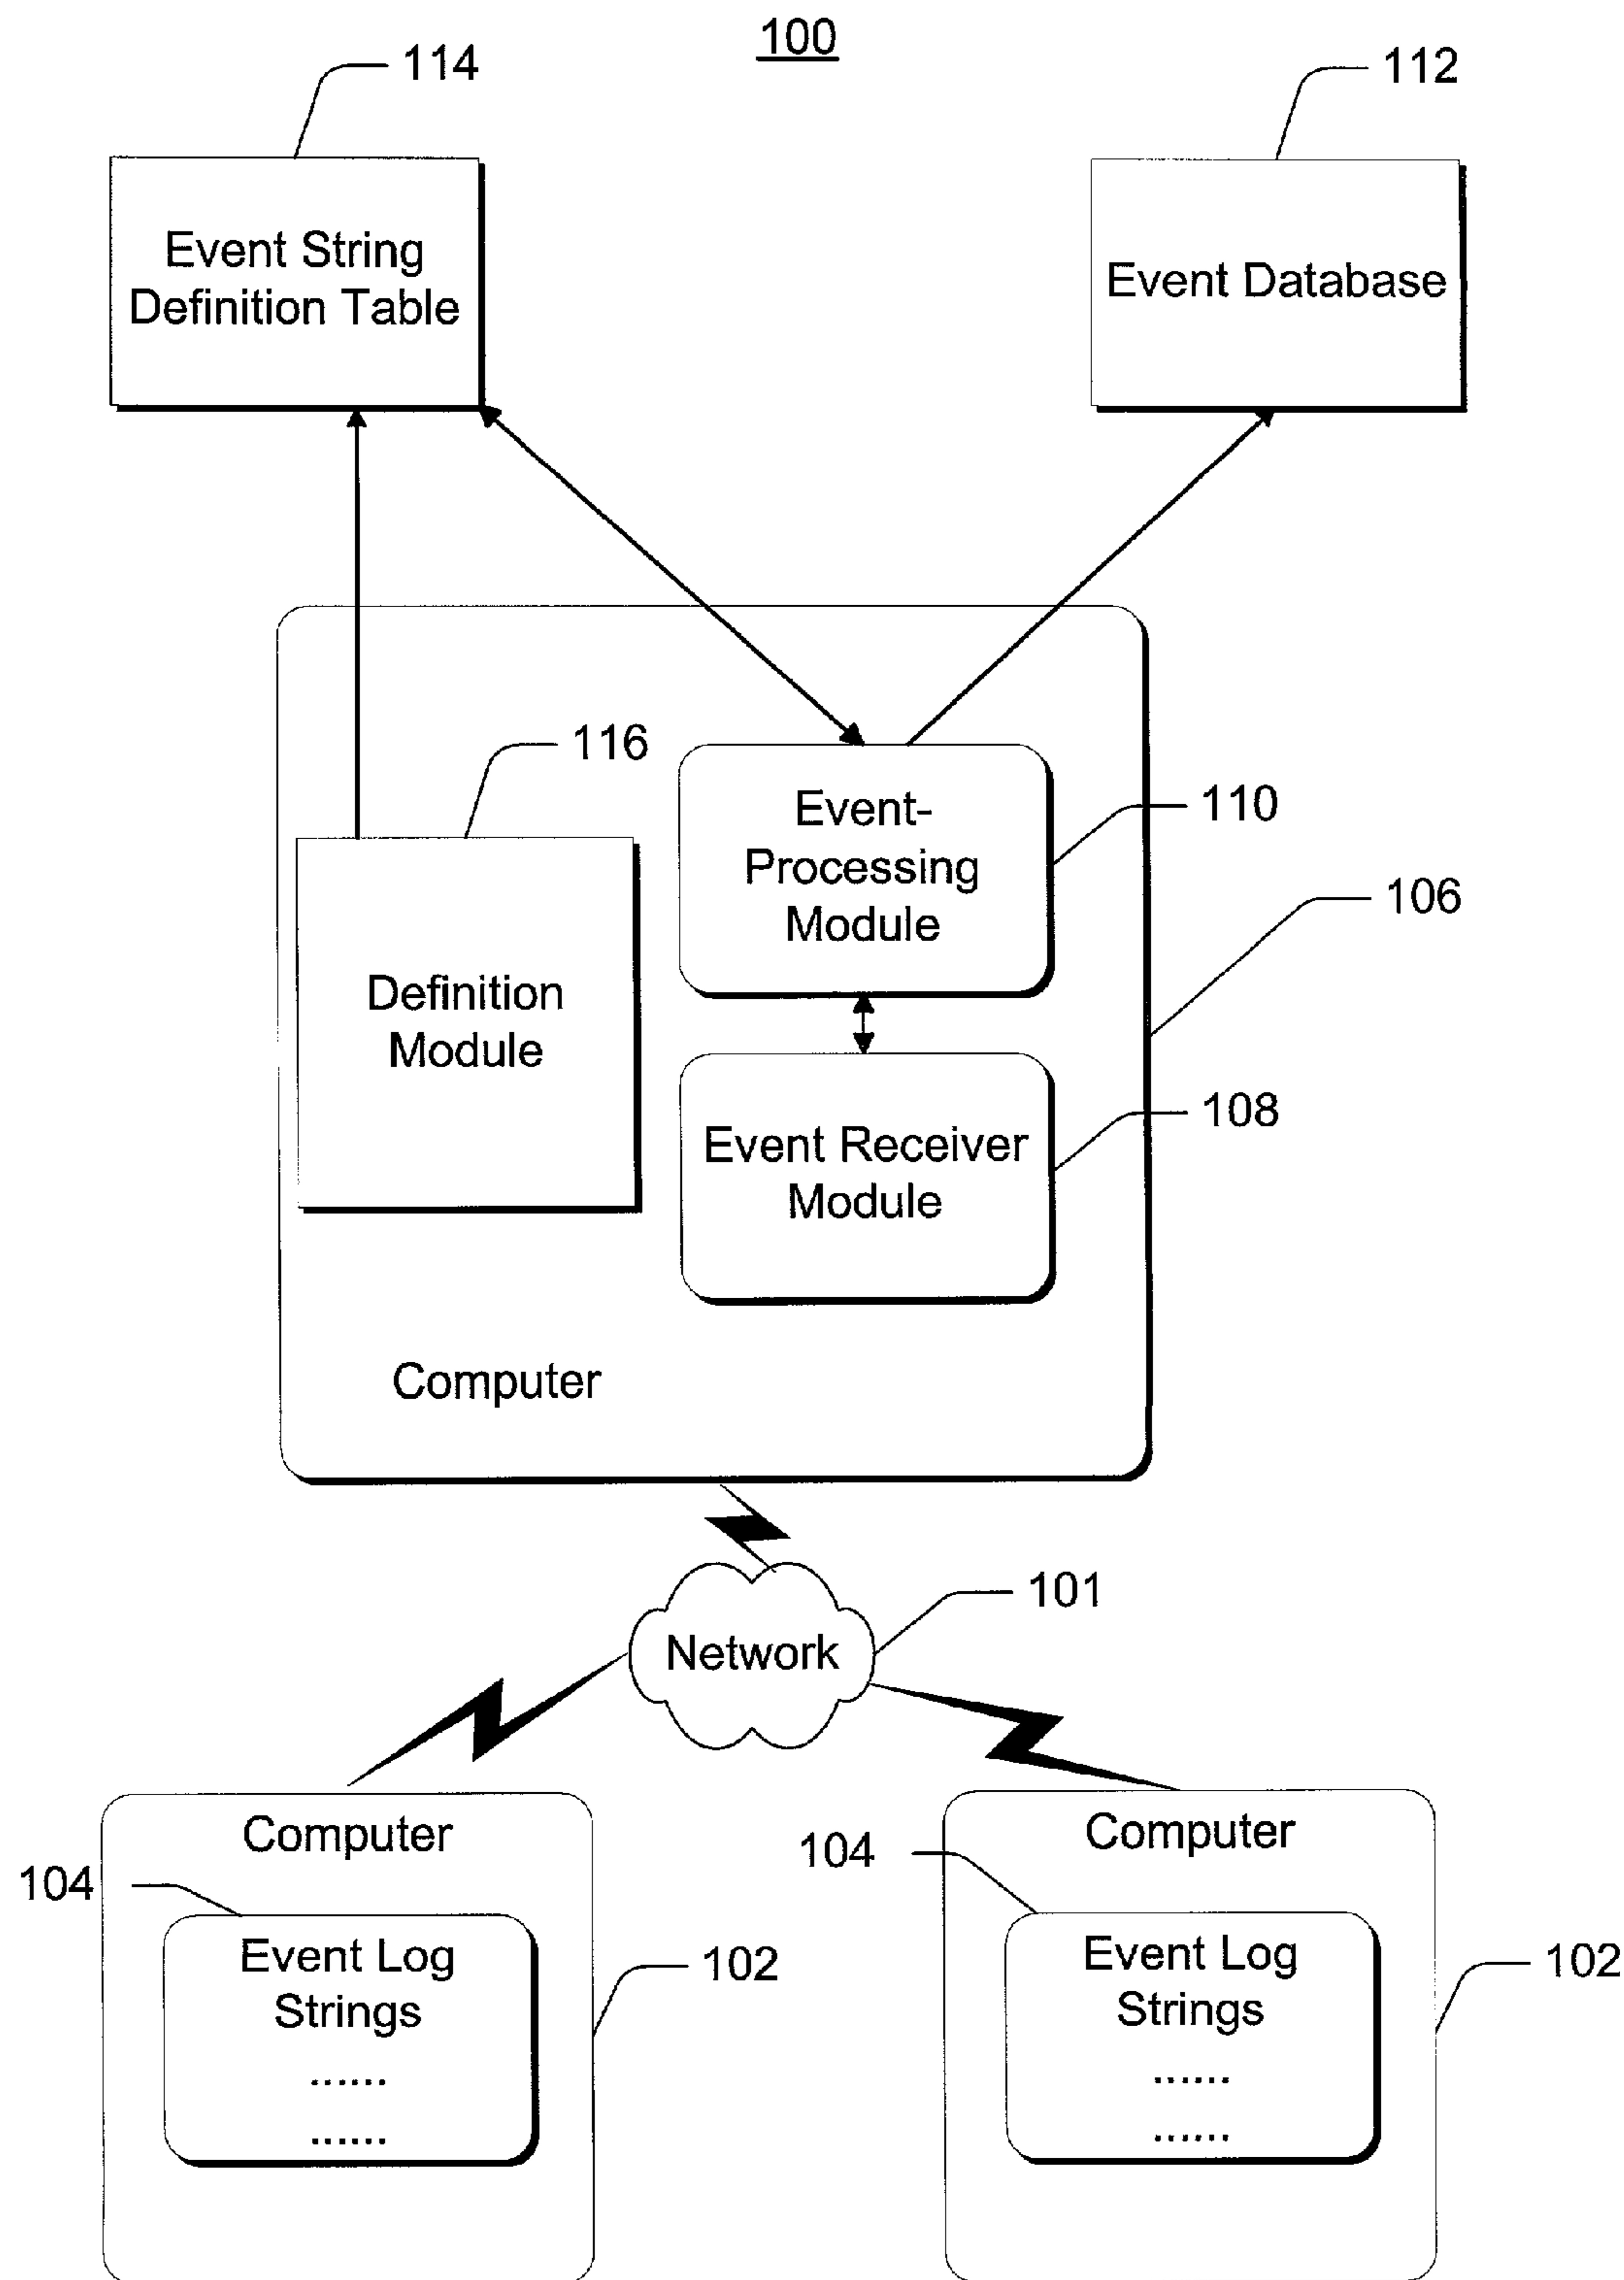 100
114
112
Event String
Definition Table
Event Database
116
Event-
Processing
Module
110
106
Definition
Module
Event Receiver
Module
108
Computer
101
Network
Computer
104
Event Log
Strings
......
......
102
Computer
104
Event Log
Strings
......
......
102